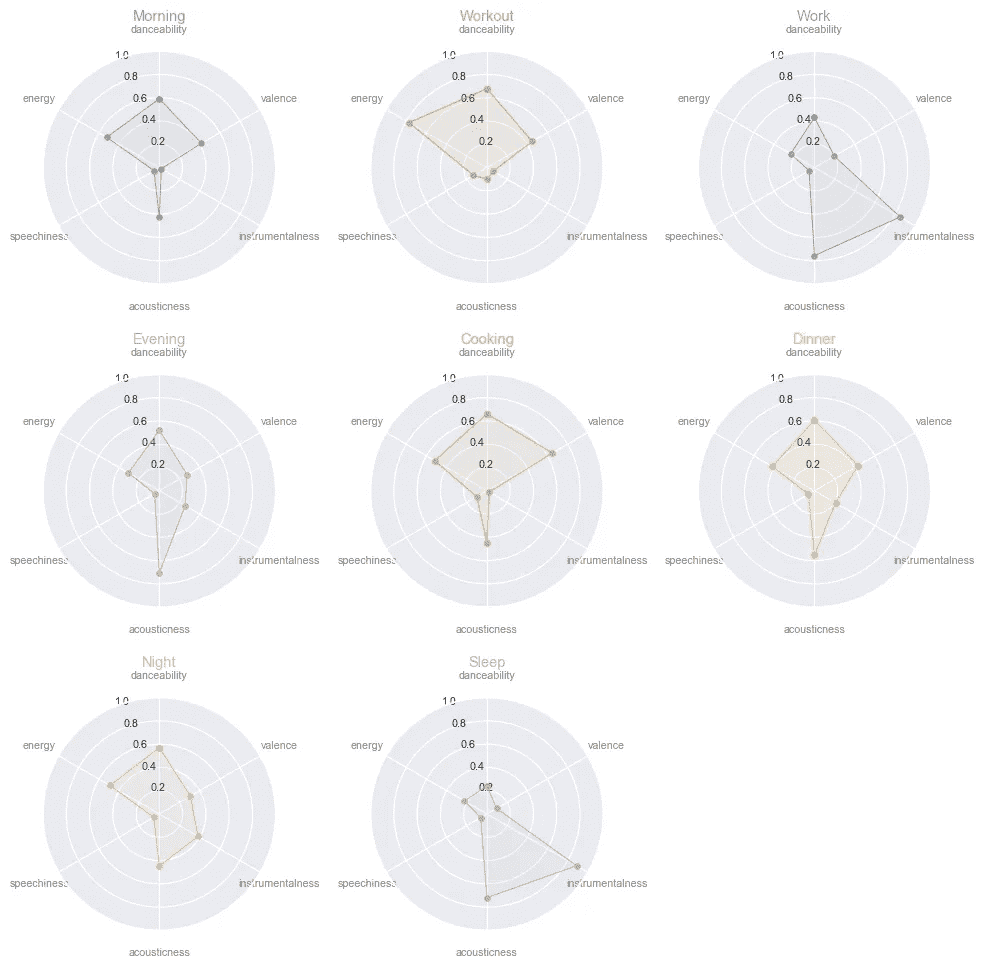 Morning
danceability
1.0
0.8
energy
valence
0.6
0.4
0.2
speechiness
instrumentalness
acousticness
Workout
danceability
1.0
0.8
energy
valence
0.6
0.4
0.2
speechiness
instrumentalness
acousticness
Work
danceability
1.0
0.8
energy
valence
0.6
0.4
0.2
speechiness
instrumentalness
acousticness
Evening
danceability
1.0
0.8
energy
valence
0.6
0.4
0.2
speechiness
instrumentalness
acousticness
Cooking
danceability
1.0
0.8
energy
valence
0.6
0.4
0.2
speechiness
instrumentalness
acousticness
Dinner
danceability
1.0
0.8
energy
valence
0.6
0.4
0.2
speechiness
instrumentalness
acousticness
Night
danceability
1.0
0.8
energy
valence
0.6
0.4
0.2
speechiness
instrumentalness
acousticness
Sleep
danceability
1.0
0.8
energy
valence
0.6
0.4
0.2
speechiness
instrumentalness
acousticness